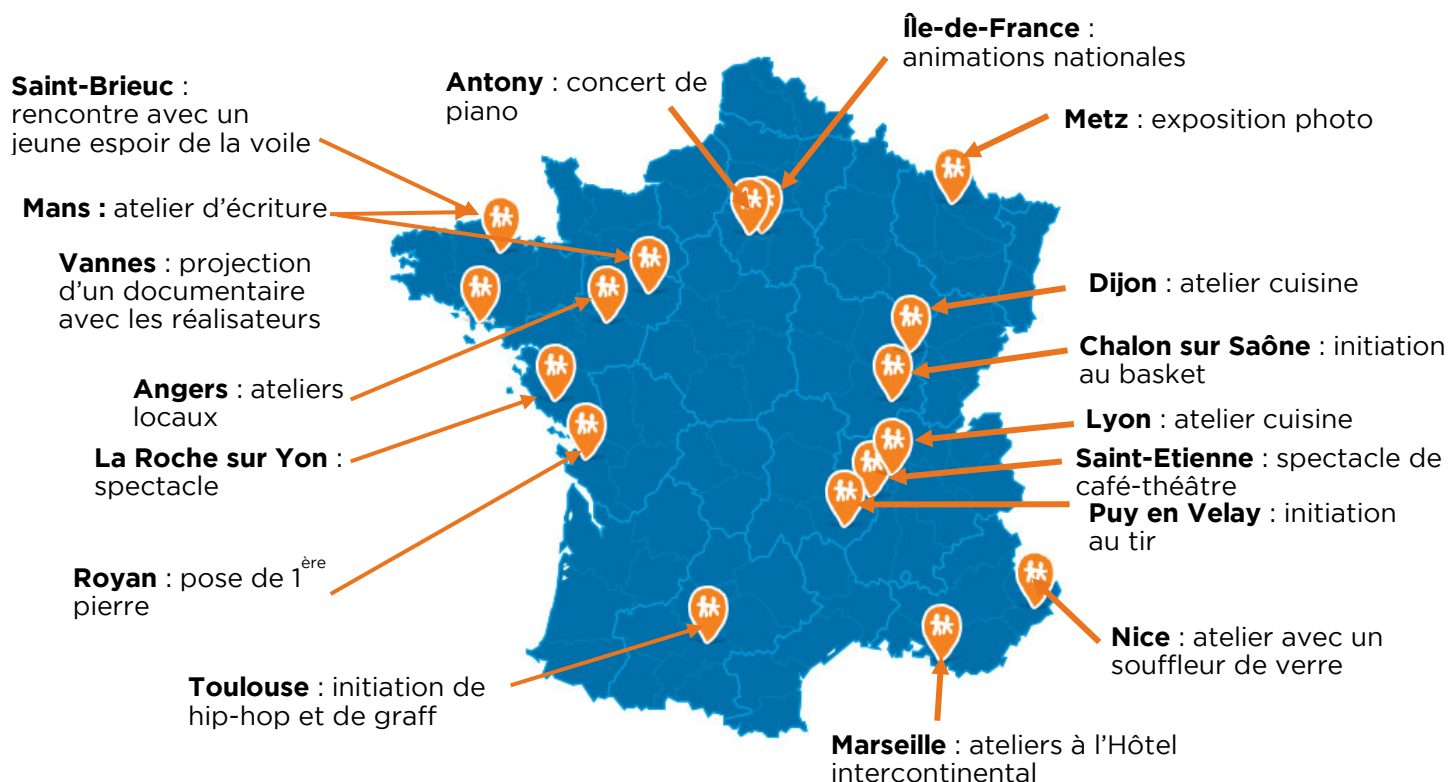 Île-de-France :
animations nationales
Antony : concert de
piano
Saint-Brieuc :
rencontre avec un
jeune espoir de la voile
Metz : exposition photo
Mans : atelier d’écriture
Vannes : projection
d’un documentaire
avec les réalisateurs
Dijon : atelier cuisine
Chalon sur Saône : initiation
au basket
Angers : ateliers
locaux
Lyon : atelier cuisine
La Roche sur Yon :
spectacle
Saint-Etienne : spectacle de
café-théâtre
Puy en Velay : initiation
au tir
Royan : pose de 1ère
pierre
Nice : atelier avec un
souffleur de verre
Toulouse : initiation de
hip-hop et de graff
Marseille : ateliers à l’Hôtel
intercontinental